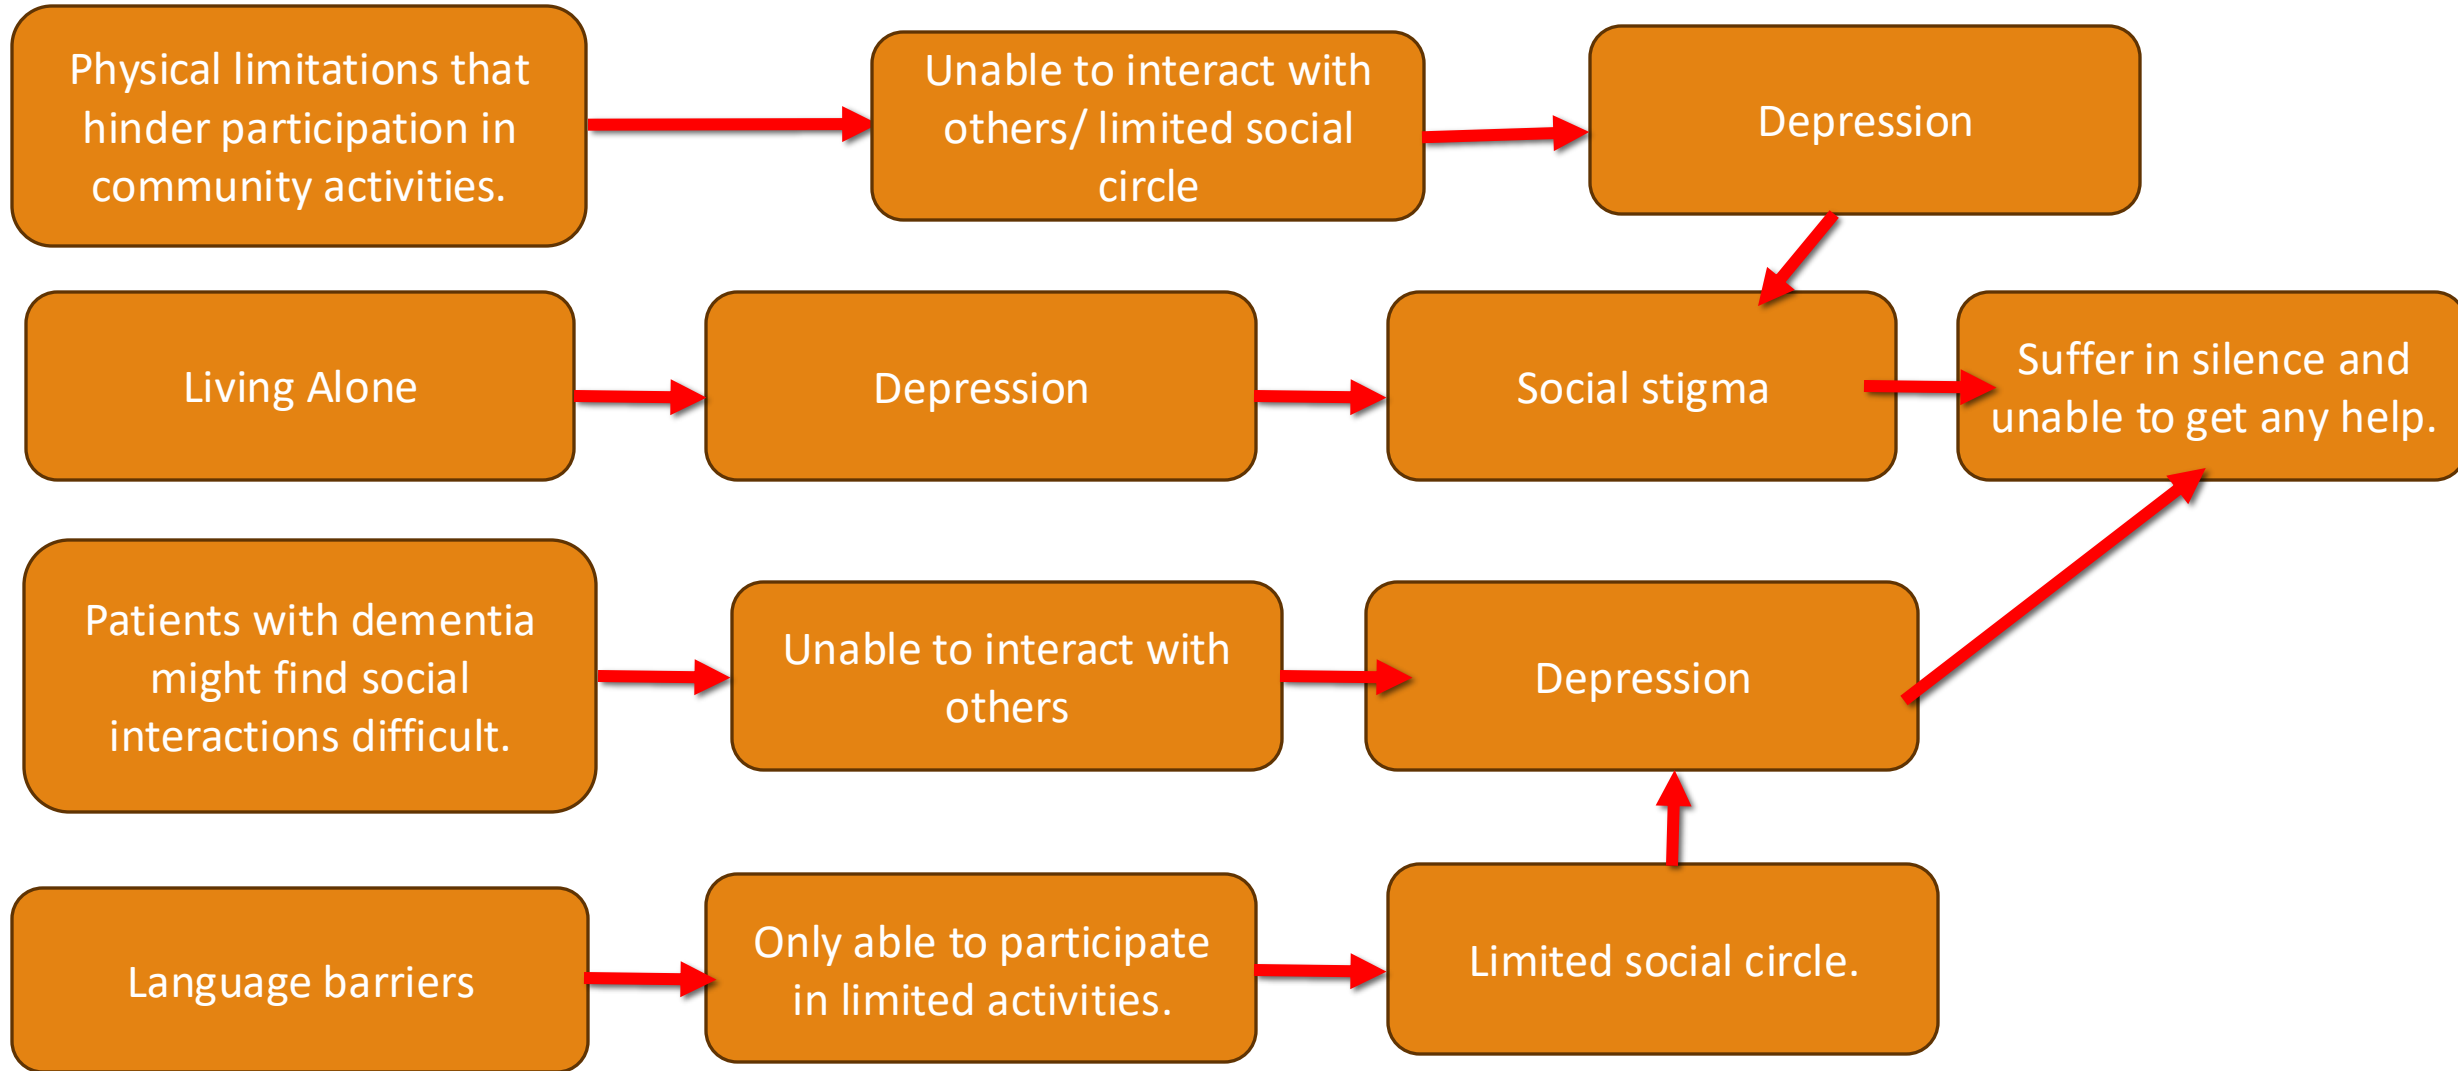 Physical limitations that
hinder participation in
community activities.
Unable to interact with
others/ limited social
circle
Depression
Living Alone
Depression
Social stigma
Suffer in silence and
unable to get any help.
Patients with dementia
might find social
interactions difficult.
Unable to interact with
others
Depression
Language barriers
Only able to participate
in limited activities.
Limited social circle.